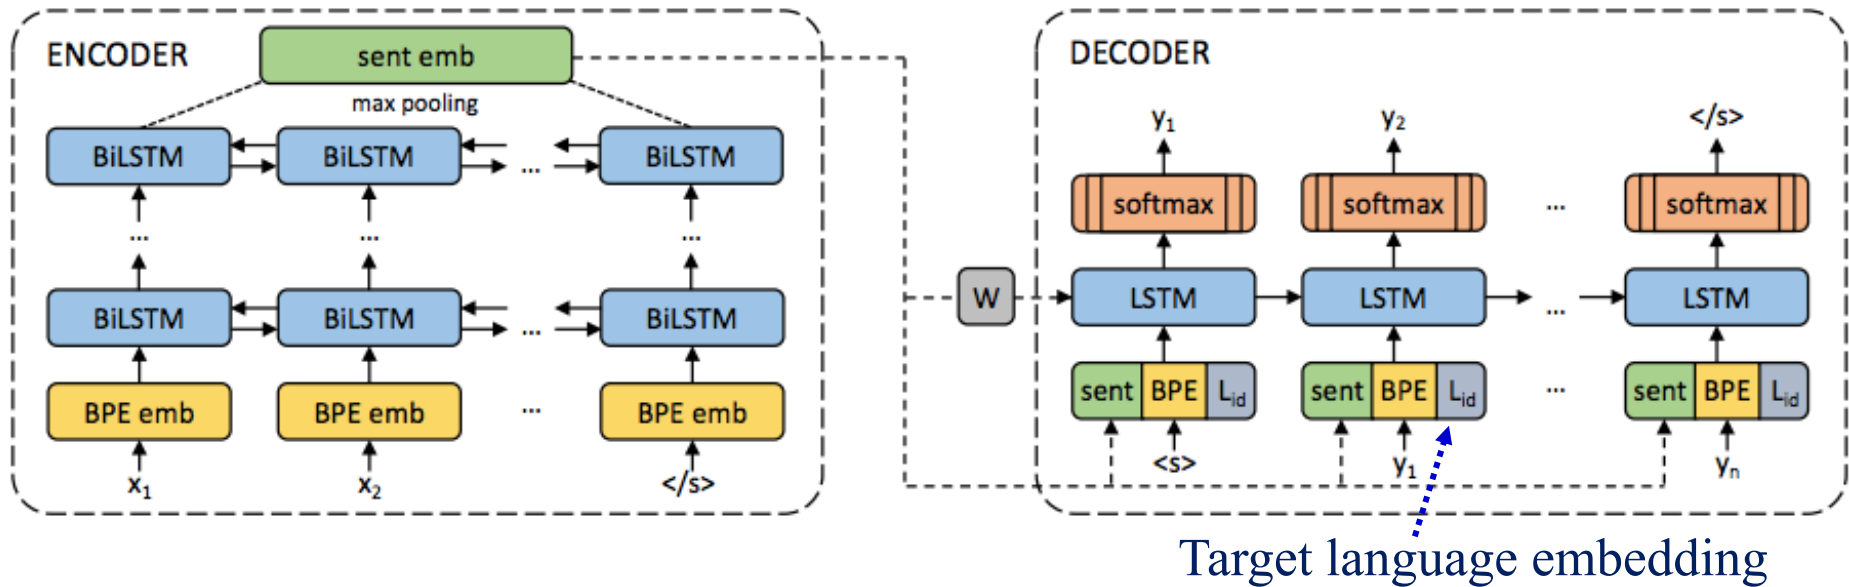 ENCODER
sent emb
max pooling
BiLSTM BiLSTM ... BiLSTM
... ... ...
BiLSTM BiLSTM ... BiLSTM
BPE emb BPE emb ... BPE emb
x1 x2 </s>
W
DECODER
y1 y2 </s>
softmax softmax ... softmax
LSTM LSTM ... LSTM
sent BPE Lid sent BPE Lid ... sent BPE Lid
<s> y1 yn
Target language embedding